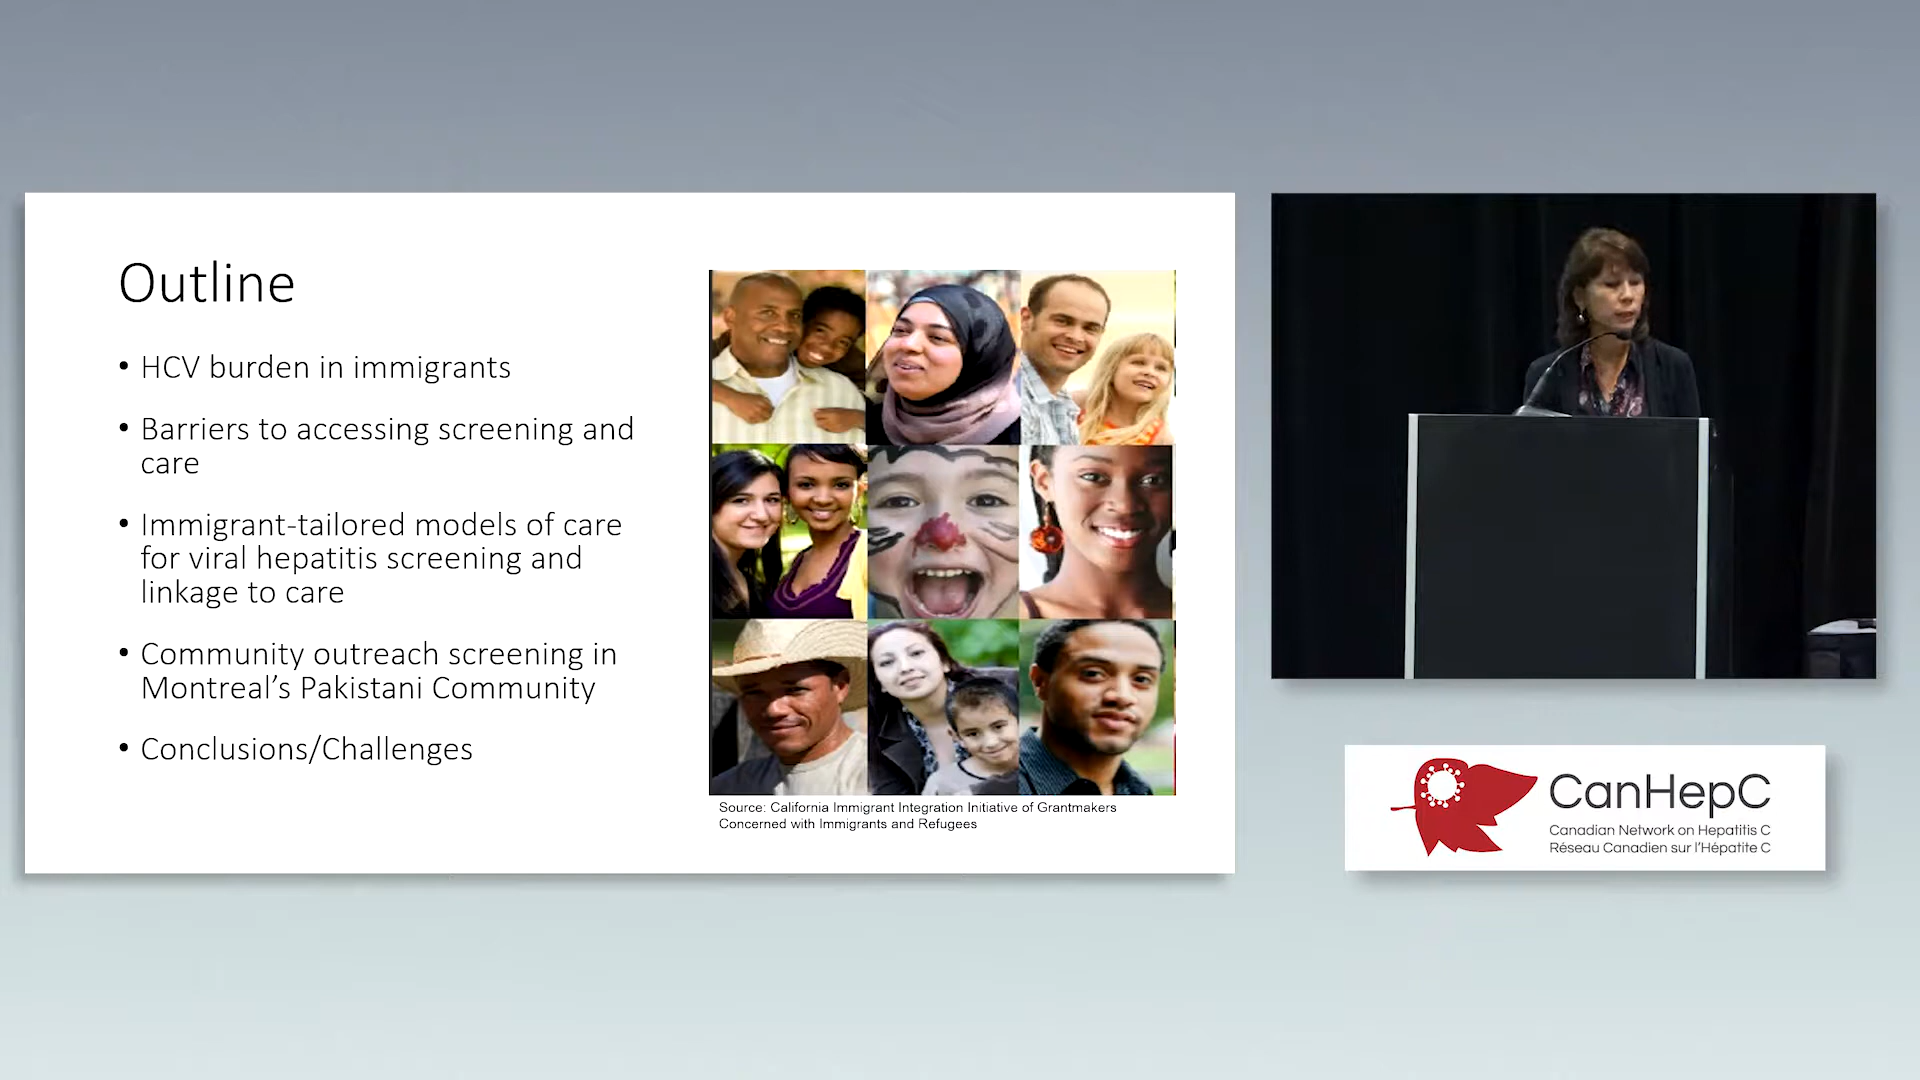 Outline
• HCV burden in immigrants
• Barriers to accessing screening and
care
• Immigrant-tailored models of care
for viral hepatitis screening and
linkage to care
• Community outreach screening in
Montreal’s Pakistani Community
• Conclusions/Challenges
Source: California Immigrant Integration Initiative of Grantmakers
Concerned with Immigrants and Refugees
CanHepC
Canadian Network on Hepatitis C
Réseau Canadien sur l’Hépatite C